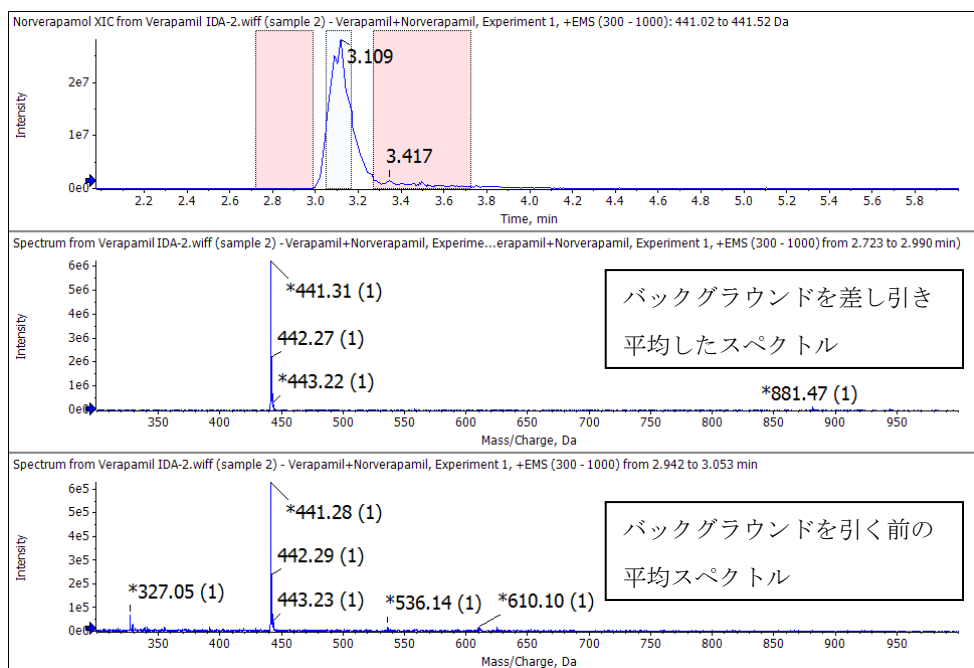 Norverapamol XIC from Verapamil IDA-2.wiff (sample 2) - Verapamil+Norverapamil, Experiment 1, +EMS (300 - 1000): 441.02 to 441.52 Da
Intensity
2e7
1e7
0e0
3.109
3.417
2.2 2.4 2.6 2.8 3.0 3.2 3.4 3.6 3.8 4.0 4.2 4.4 4.6 4.8 5.0 5.2 5.4 5.6 5.8
Time, min
Spectrum from Verapamil IDA-2.wiff (sample 2) - Verapamil+Norverapamil, Experime...erapamil+Norverapamil, Experiment 1, +EMS (300 - 1000) from 2.723 to 2.990 min)
Intensity
6e6
5e6
4e6
3e6
2e6
1e6
0e0
*441.31 (1)
442.27 (1)
*443.22 (1)
*881.47 (1)
バックグラウンドを差し引き
平均したスペクトル
350 400 450 500 550 600 650 700 750 800 850 900 950
Mass/Charge, Da
Spectrum from Verapamil IDA-2.wiff (sample 2) - Verapamil+Norverapamil, Experiment 1, +EMS (300 - 1000) from 2.942 to 3.053 min
Intensity
6e5
5e5
4e5
3e5
2e5
1e5
0e0
*441.28 (1)
442.29 (1)
443.23 (1)
*327.05 (1)
*536.14 (1)
*610.10 (1)
バックグラウンドを引く前の
平均スペクトル
350 400 450 500 550 600 650 700 750 800 850 900 950
Mass/Charge, Da